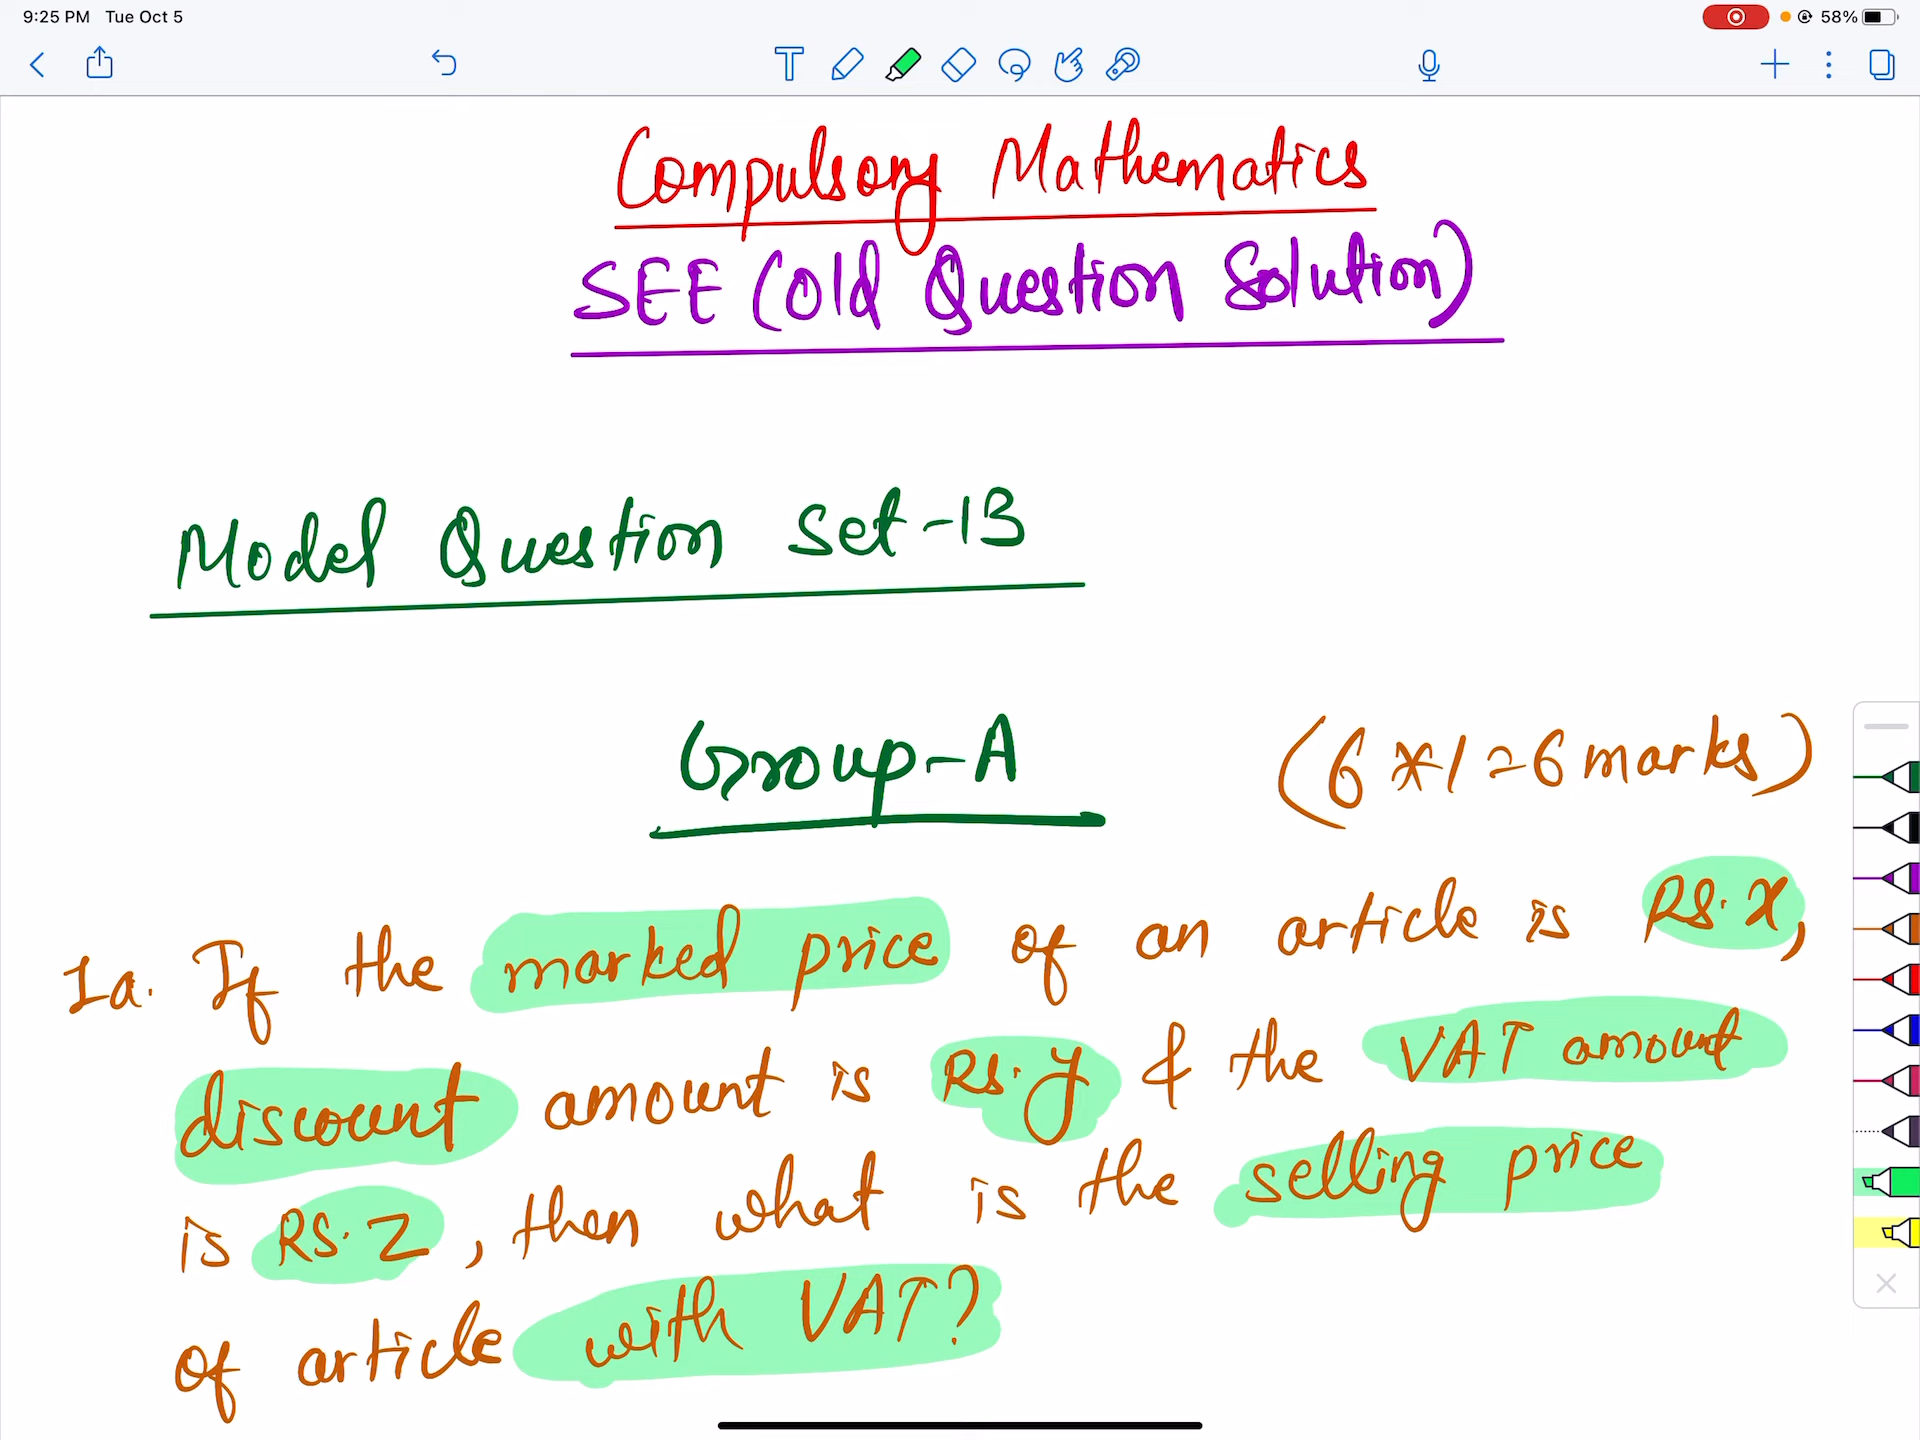 9:25 PM Tue Oct 5 58%
Compulsory Mathematics
SEE (Old Question Solution)
Model Question Set-13
Group-A (6*1=6 marks)
1a. If the marked price of an article is RS. x,
discount amount is RS. y & the VAT amount
is RS. Z, then what is the selling price
of article with VAT?